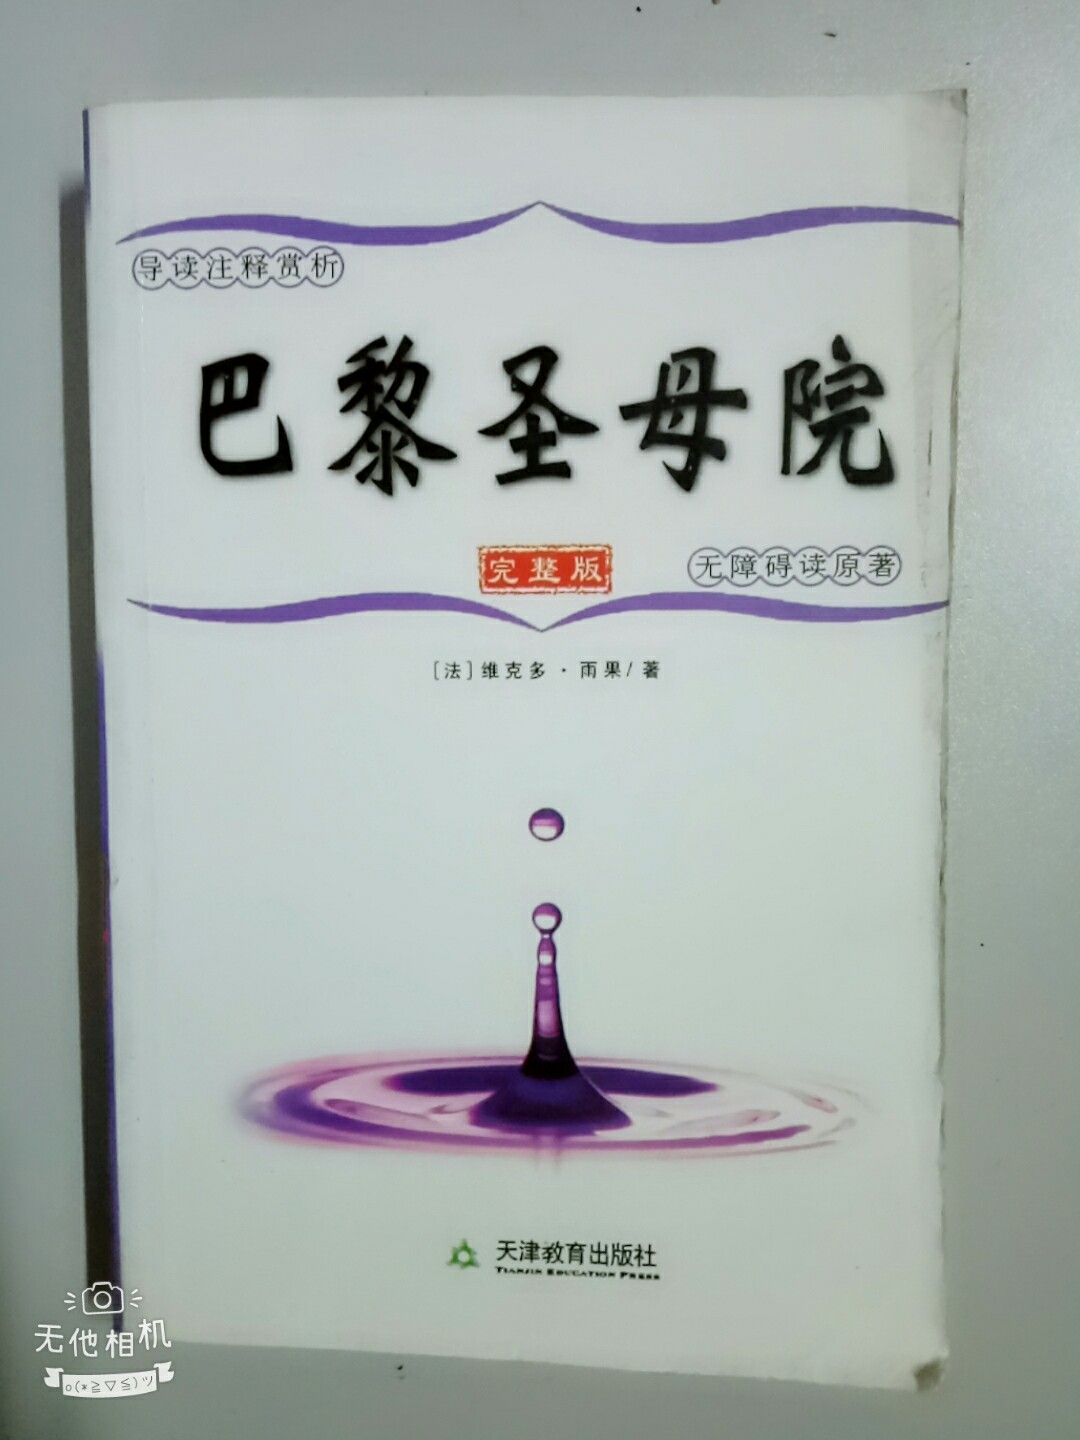 导读注释赏析
巴黎圣母院
完整版
无障碍读原著
[法]维克多·雨果/著
天津教育出版社
TIANJIN EDUCATION PRESS
无他相机
o(*≧▽≦)ツ